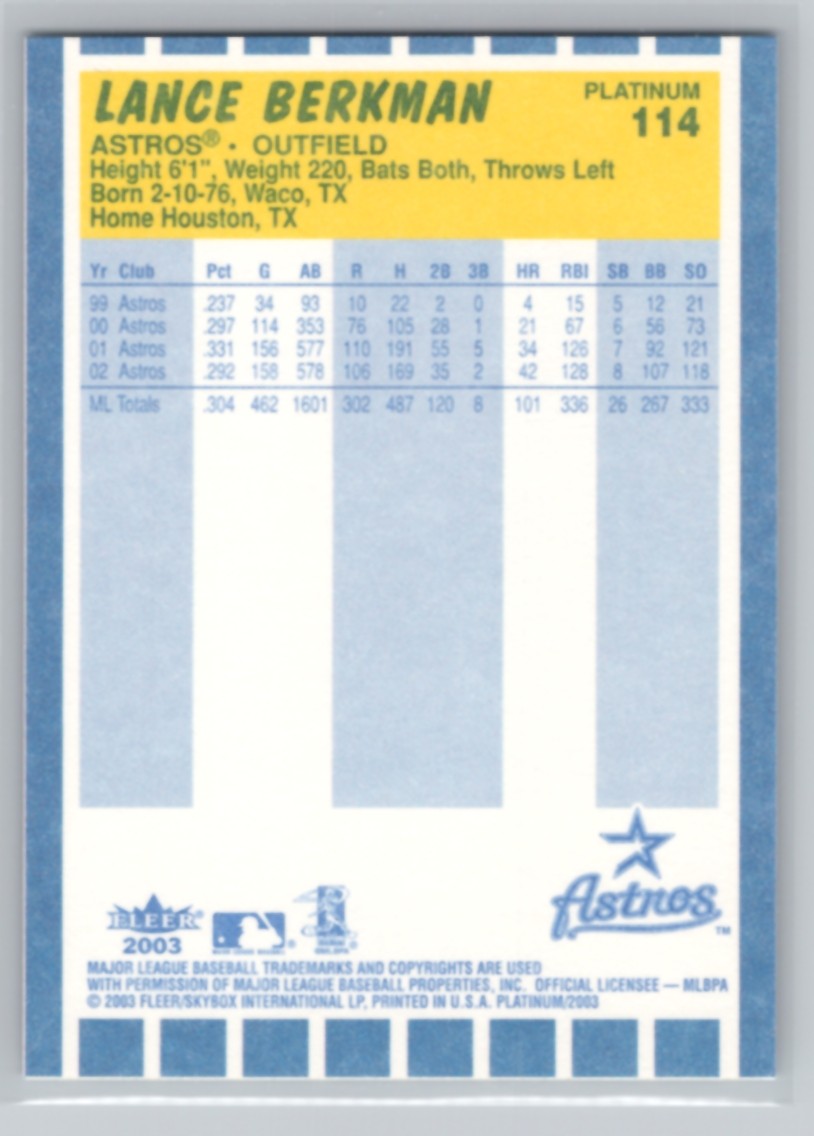 LANCE BERKMAN
PLATINUM
114
ASTROS® · OUTFIELD
Height 6'1", Weight 220, Bats Both, Throws Left
Born 2-10-76, Waco, TX
Home Houston, TX
Yr Club Pct G AB R H 2B 3B HR RBI SB BB SO
99 Astros .237 34 93 10 22 2 0 4 15 5 12 21
00 Astros .297 114 353 76 105 28 1 21 67 6 56 73
01 Astros .331 156 577 110 191 55 5 34 126 7 92 121
02 Astros .292 158 578 106 169 35 2 42 128 8 107 118
ML Totals .304 462 1601 302 487 120 8 101 336 26 267 333
Astros™
FLEER®
2003
MAJOR LEAGUE BASEBALL TRADEMARKS AND COPYRIGHTS ARE USED
WITH PERMISSION OF MAJOR LEAGUE BASEBALL PROPERTIES, INC. OFFICIAL LICENSEE — MLBPA
© 2003 FLEER/SKYBOX INTERNATIONAL LP, PRINTED IN U.S.A. PLATINUM/2003